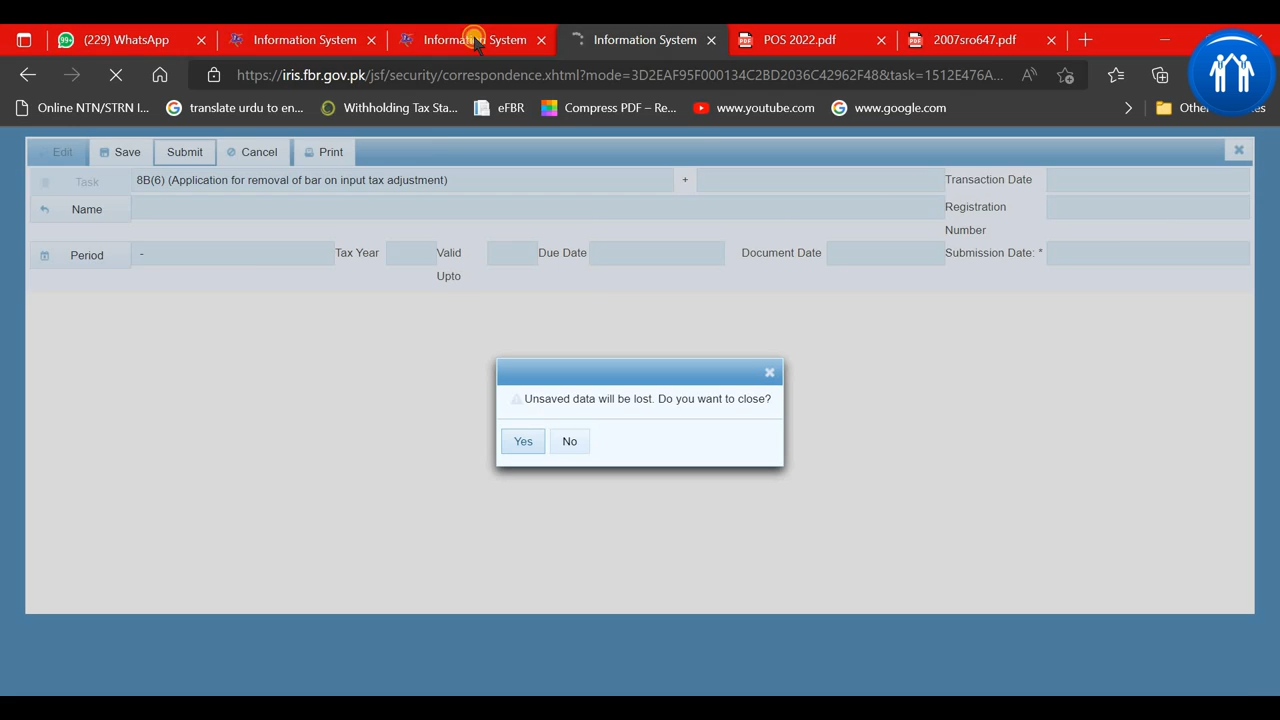 99+
(229) WhatsApp
Information System
Information System
Information System
POS 2022.pdf
2007sro647.pdf
https://iris.fbr.gov.pk/jsf/security/correspondence.xhtml?mode=3D2EAF95F000134C2BD2036C42962F48&task=1512E476A...
Online NTN/STRN I...
translate urdu to en...
Withholding Tax Sta...
eFBR
Compress PDF – Re...
www.youtube.com
www.google.com
Edit
Save
Submit
Cancel
Print
Task
8B(6) (Application for removal of bar on input tax adjustment)
+
Transaction Date
Name
Registration
Number
Period
-
Tax Year
Valid
Upto
Due Date
Document Date
Submission Date: *
Unsaved data will be lost. Do you want to close?
Yes
No